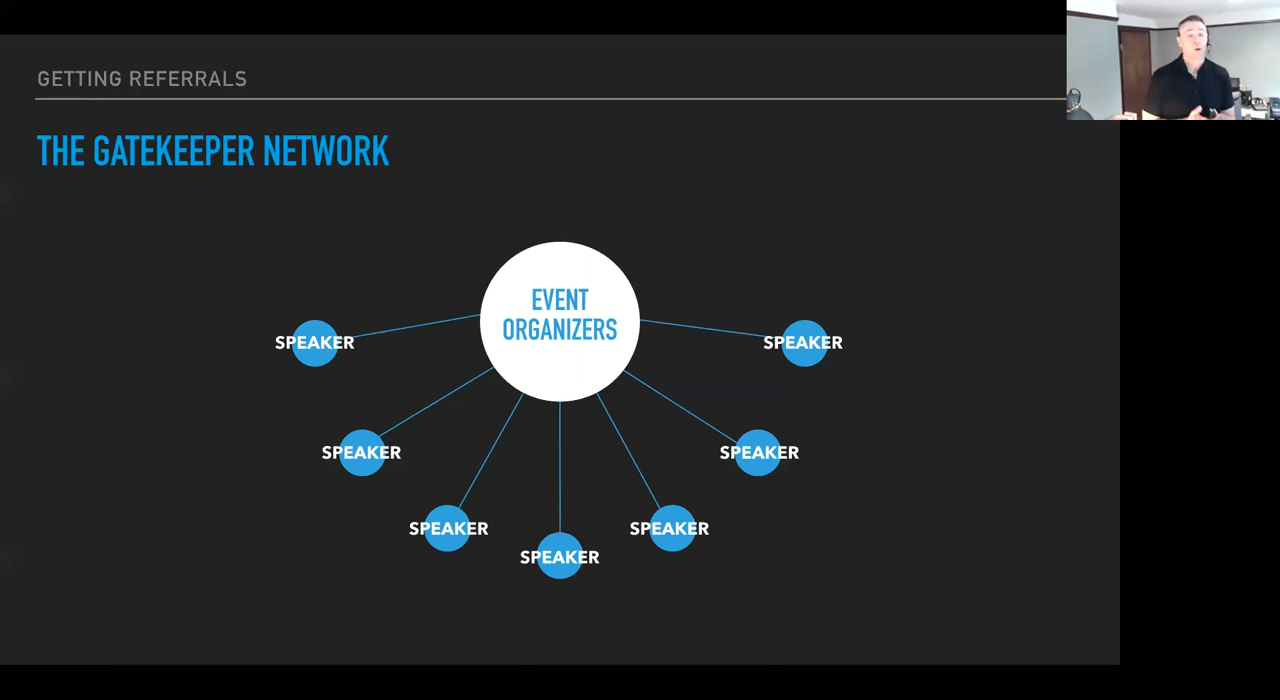 GETTING REFERRALS
THE GATEKEEPER NETWORK
EVENT
ORGANIZERS
SPEAKER
SPEAKER
SPEAKER
SPEAKER
SPEAKER
SPEAKER
SPEAKER